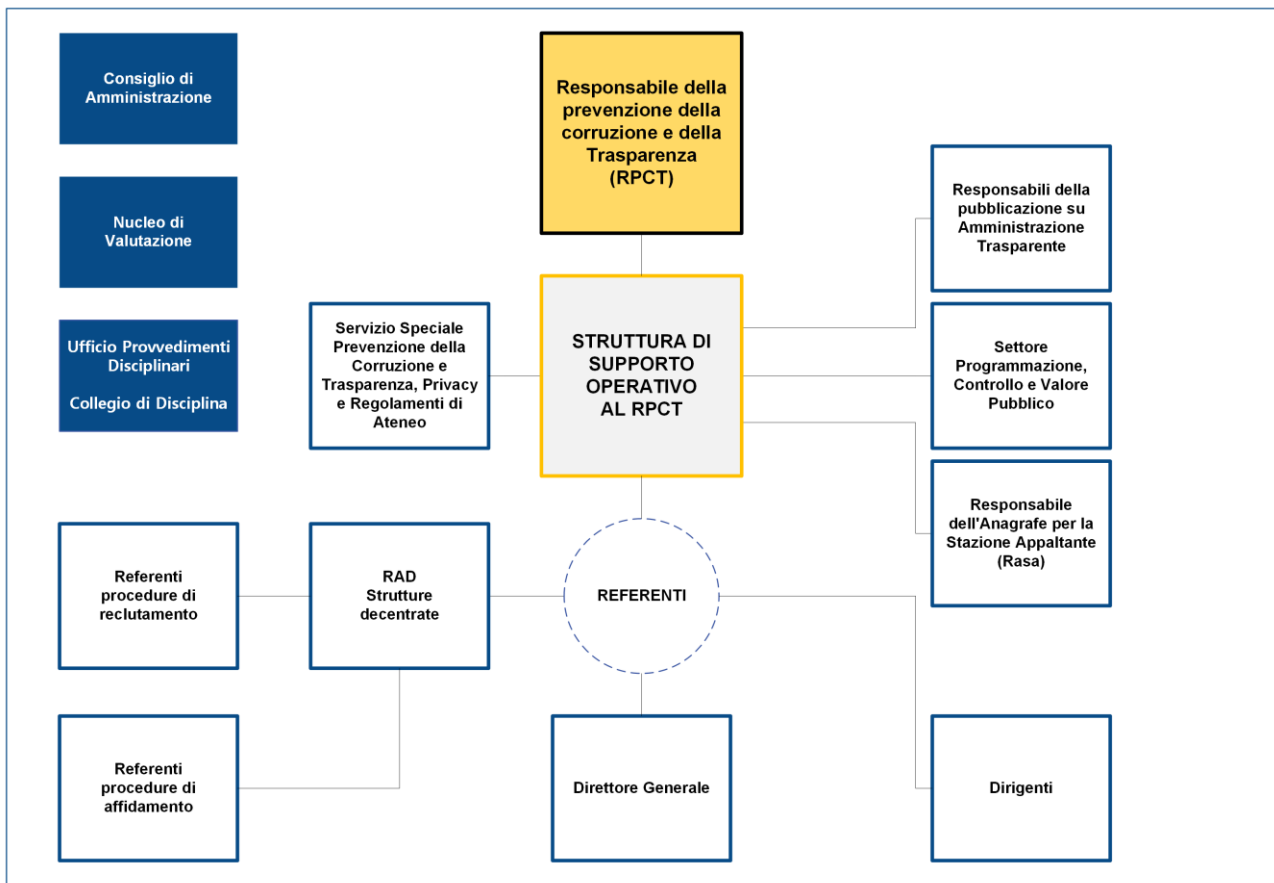 Consiglio di
Amministrazione
Responsabile della
prevenzione della
corruzione e della
Trasparenza
(RPCT)
Nucleo di
Valutazione
Responsabili della
pubblicazione su
Amministrazione
Trasparente
Ufficio Provvedimenti
Disciplinari
Collegio di Disciplina
Servizio Speciale
Prevenzione della
Corruzione e
Trasparenza, Privacy
e Regolamenti di
Ateneo
STRUTTURA DI
SUPPORTO
OPERATIVO
AL RPCT
Settore
Programmazione,
Controllo e Valore
Pubblico
Responsabile
dell'Anagrafe per la
Stazione Appaltante
(Rasa)
Referenti
procedure di
reclutamento
RAD
Strutture
decentrate
REFERENTI
Referenti
procedure di
affidamento
Direttore Generale
Dirigenti